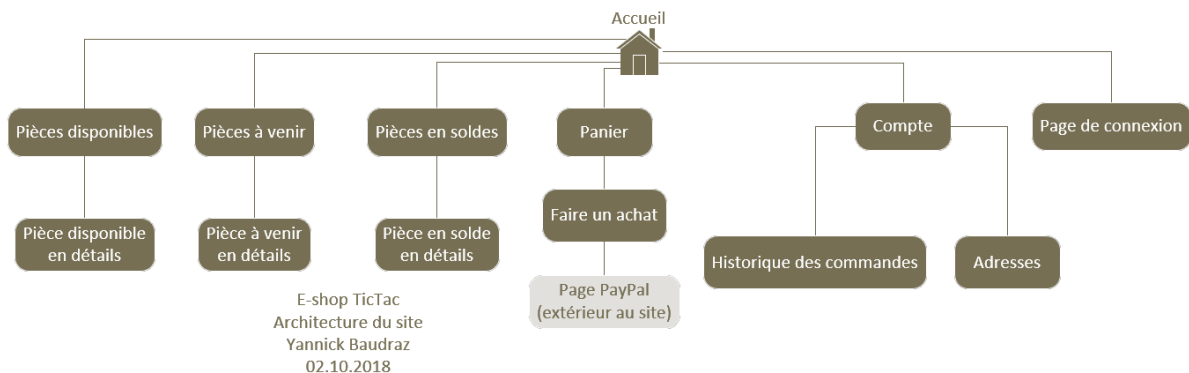 Accueil
Pièces disponibles
Pièces à venir
Pièces en soldes
Panier
Compte
Page de connexion
Pièce disponible
en détails
Pièce à venir
en détails
Pièce en solde
en détails
Faire un achat
Historique des commandes
Adresses
Page PayPal
(extérieur au site)
E-shop TicTac
Architecture du site
Yannick Baudraz
02.10.2018